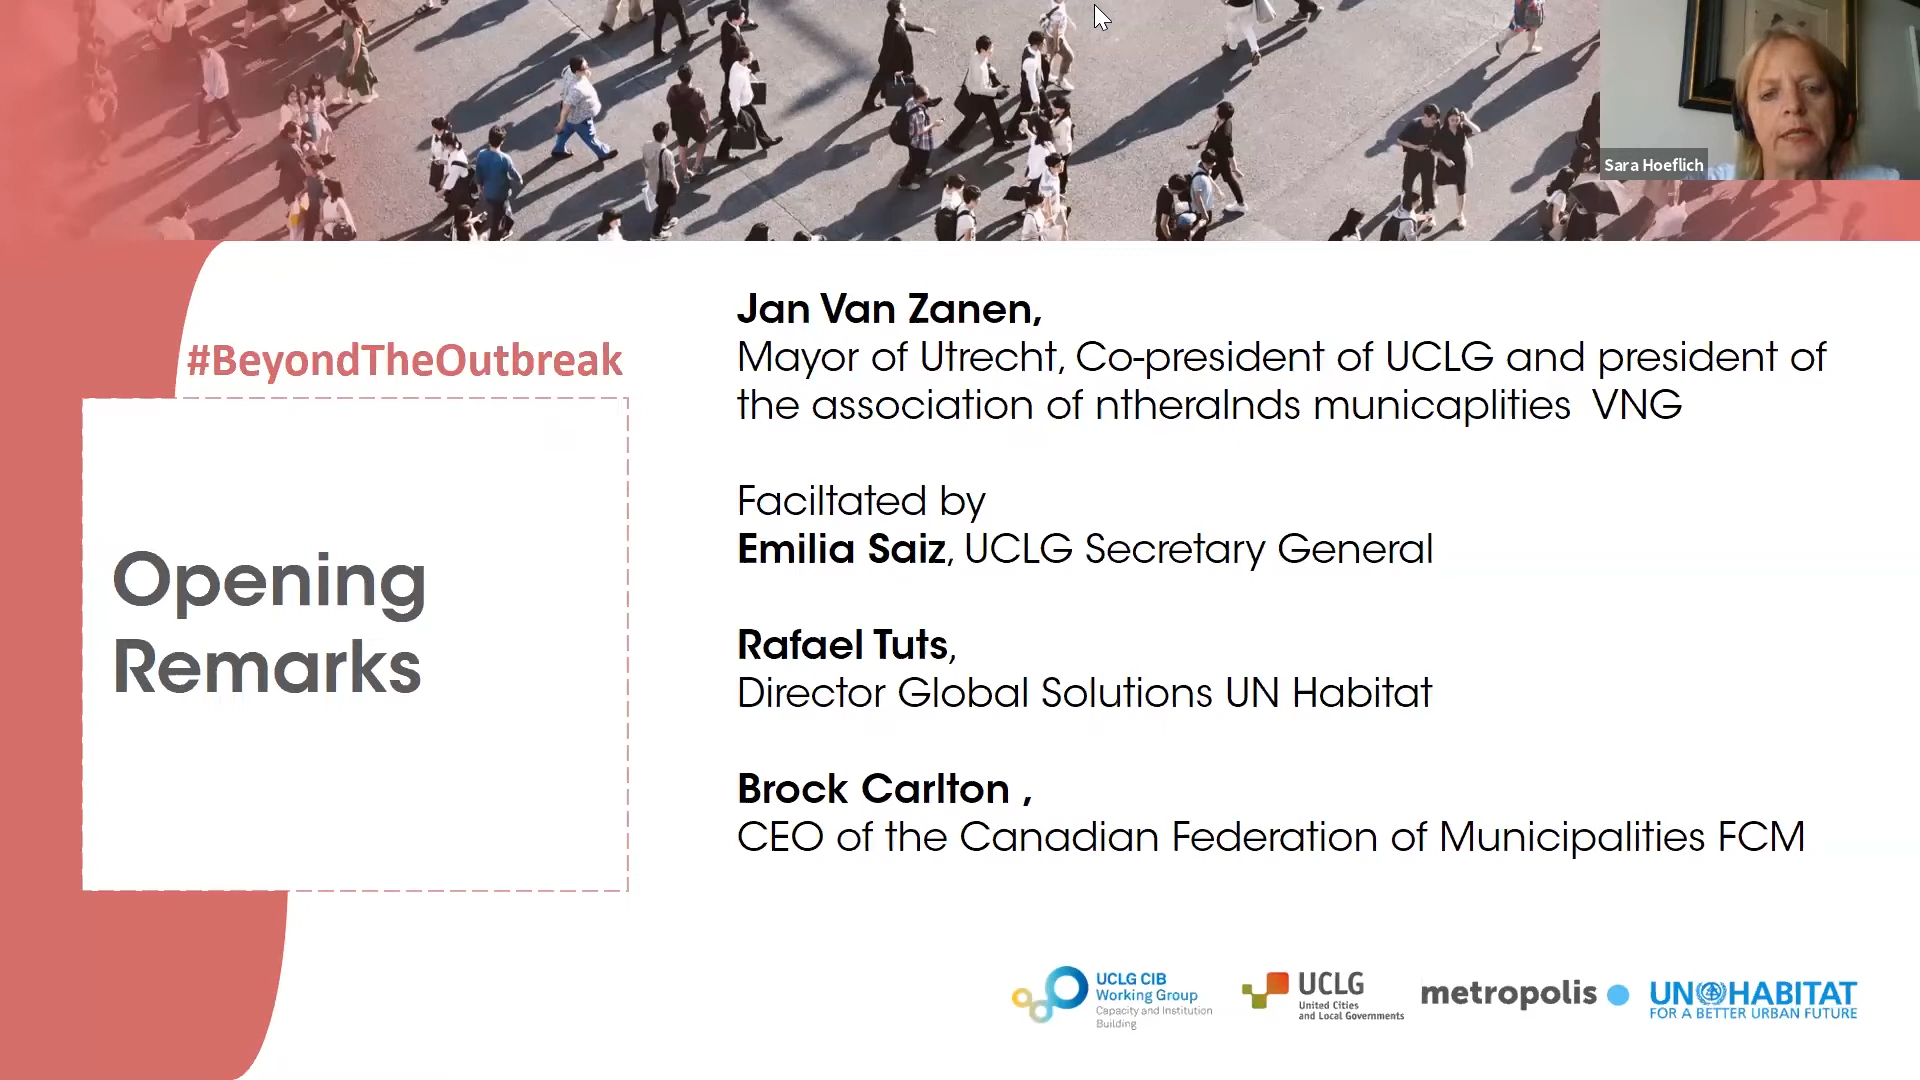 Sara Hoeflich
#BeyondTheOutbreak
Opening
Remarks
Jan Van Zanen,
Mayor of Utrecht, Co-president of UCLG and president of
the association of ntheralnds municaplities VNG
Faciltated by
Emilia Saiz, UCLG Secretary General
Rafael Tuts,
Director Global Solutions UN Habitat
Brock Carlton ,
CEO of the Canadian Federation of Municipalities FCM
UCLG CIB
Working Group
Capacity and Institution
Building
UCLG
United Cities
and Local Governments
metropolis
UN HABITAT
FOR A BETTER URBAN FUTURE